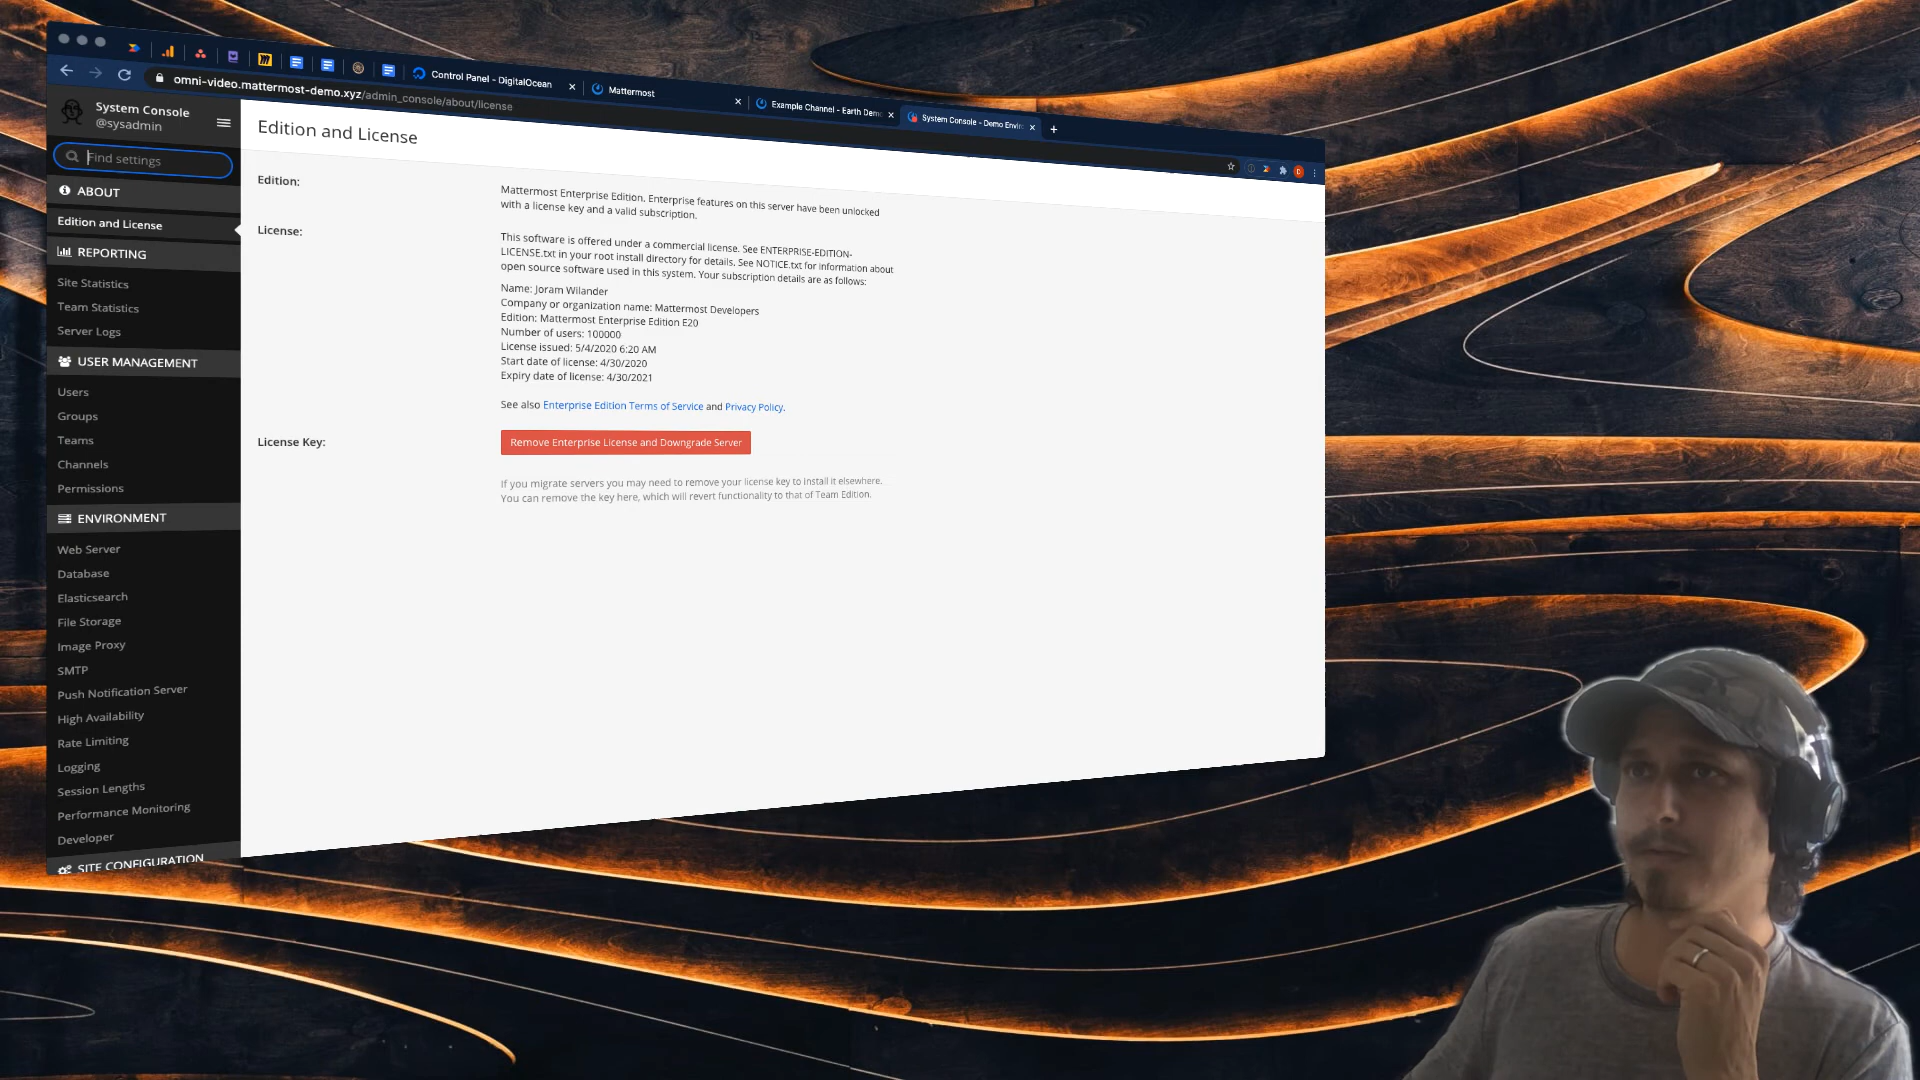 Control Panel - DigitalOcean
Mattermost
Example Channel - Earth Dem
System Console - Demo Envir
omni-video.mattermost-demo.xyz/admin_console/about/license
System Console
@sysadmin
Find settings
ABOUT
Edition and License
REPORTING
Site Statistics
Team Statistics
Server Logs
USER MANAGEMENT
Users
Groups
Teams
Channels
Permissions
ENVIRONMENT
Web Server
Database
Elasticsearch
File Storage
Image Proxy
SMTP
Push Notification Server
High Availability
Rate Limiting
Logging
Session Lengths
Performance Monitoring
Developer
SITE CONFIGURATION
Edition and License
Edition:
Mattermost Enterprise Edition. Enterprise features on this server have been unlocked
with a license key and a valid subscription.
License:
This software is offered under a commercial license. See ENTERPRISE-EDITION-
LICENSE.txt in your root install directory for details. See NOTICE.txt for information about
open source software used in this system. Your subscription details are as follows:
Name: Joram Wilander
Company or organization name: Mattermost Developers
Edition: Mattermost Enterprise Edition E20
Number of users: 100000
License issued: 5/4/2020 6:20 AM
Start date of license: 4/30/2020
Expiry date of license: 4/30/2021
See also Enterprise Edition Terms of Service and Privacy Policy.
License Key:
Remove Enterprise License and Downgrade Server
If you migrate servers you may need to remove your license key to install it elsewhere.
You can remove the key here, which will revert functionality to that of Team Edition.